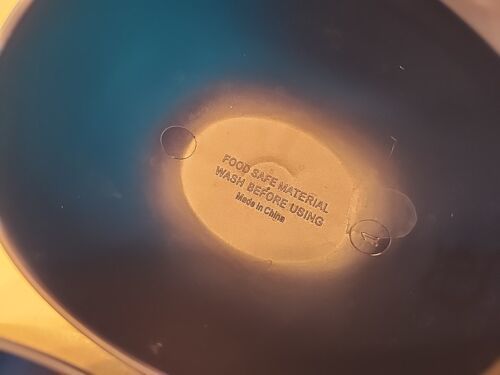 FOOD SAFE MATERIAL
WASH BEFORE USING
Made in China